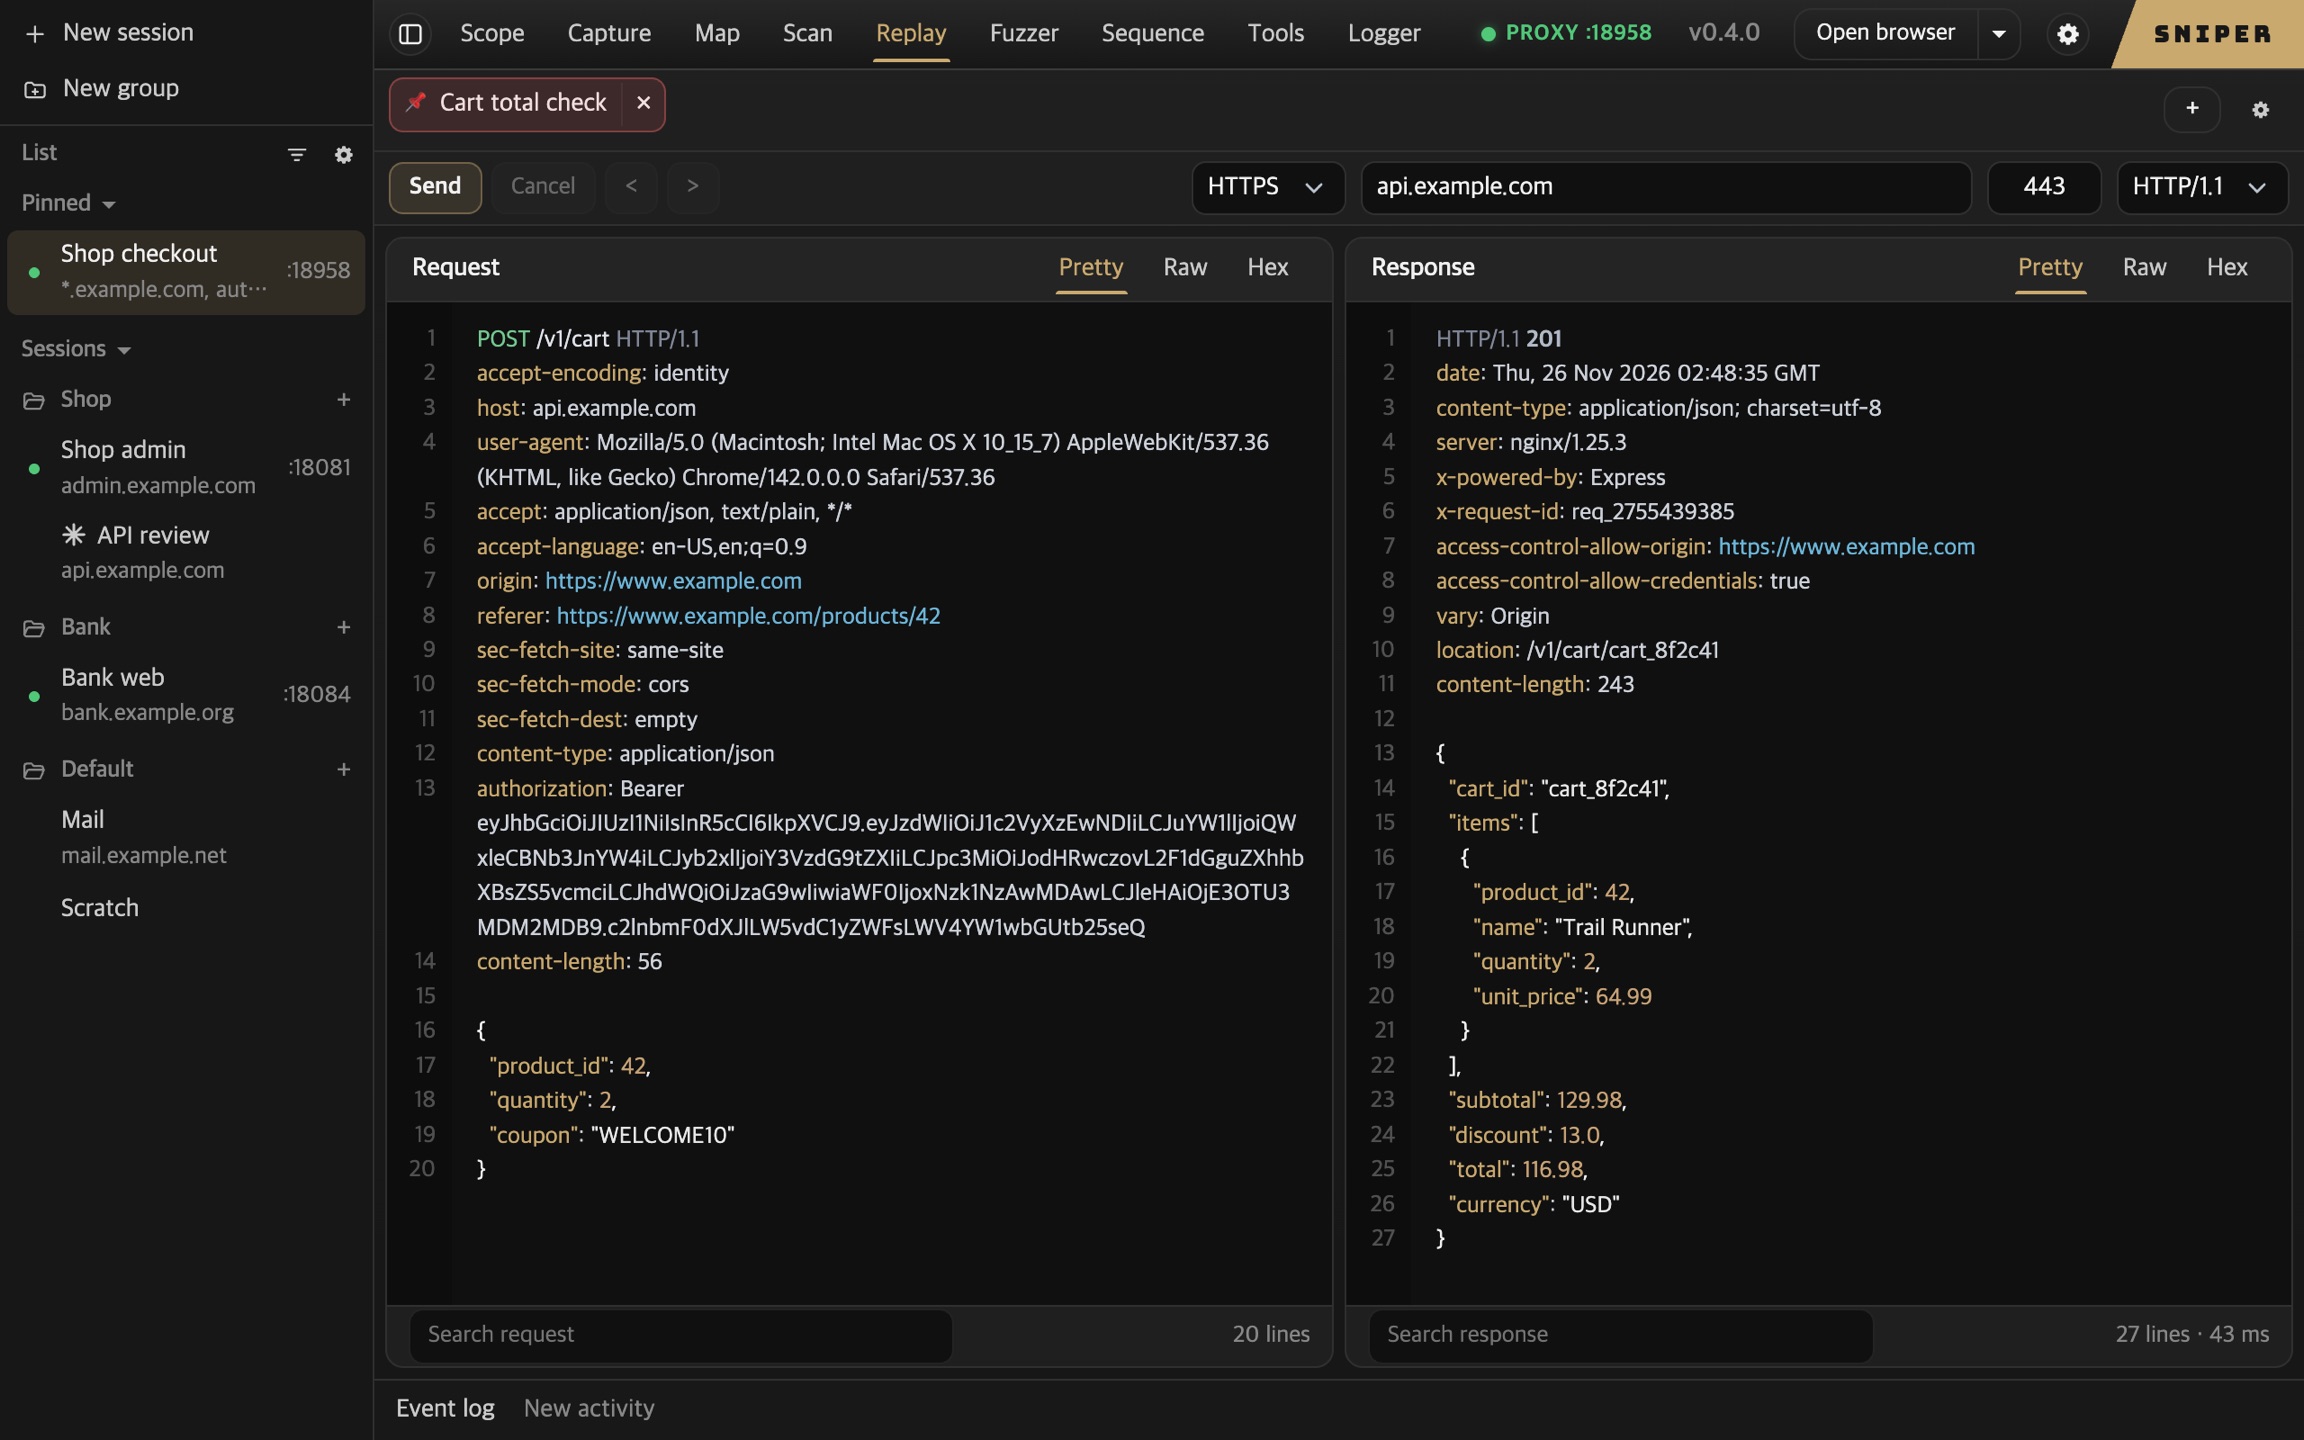 New session
New group
List
Pinned
Shop checkout
*.example.com, aut···
:18958
Sessions
Shop
Shop admin
admin.example.com
:18081
API review
api.example.com
Bank
Bank web
bank.example.org
:18084
Default
Mail
mail.example.net
Scratch
Scope Capture Map Scan Replay Fuzzer Sequence Tools Logger
PROXY :18958 v0.4.0 Open browser SNIPER
Cart total check
Send Cancel < > HTTPS api.example.com 443 HTTP/1.1
Request Pretty Raw Hex
1 POST /v1/cart HTTP/1.1
2 accept-encoding: identity
3 host: api.example.com
4 user-agent: Mozilla/5.0 (Macintosh; Intel Mac OS X 10_15_7) AppleWebKit/537.36
(KHTML, like Gecko) Chrome/142.0.0.0 Safari/537.36
5 accept: application/json, text/plain, */*
6 accept-language: en-US,en;q=0.9
7 origin: https://www.example.com
8 referer: https://www.example.com/products/42
9 sec-fetch-site: same-site
10 sec-fetch-mode: cors
11 sec-fetch-dest: empty
12 content-type: application/json
13 authorization: Bearer
eyJhbGciOiJIUzI1NiIsInR5cCI6IkpXVCJ9.eyJzdWIiOiJ1c2VyXzEwNDIiLCJuYW1lIjoiQW
xleCBNb3JnYW4iLCJyb2xlIjoiY3VzdG9tZXIiLCJpc3MiOiJodHRwczovL2F1dGguZXhhb
XBsZS5vcmciLCJhdWQiOiJzaG9wIiwiaWF0IjoxNzk1NzAwMDAwLCJleHAiOjE3OTU3
MDM2MDB9.c2lnbmF0dXJlLW5vdC1yZWFsLWV4YW1wbGUtb25seQ
14 content-length: 56
15
16 {
17 "product_id": 42,
18 "quantity": 2,
19 "coupon": "WELCOME10"
20 }
Search request 20 lines
Response Pretty Raw Hex
1 HTTP/1.1 201
2 date: Thu, 26 Nov 2026 02:48:35 GMT
3 content-type: application/json; charset=utf-8
4 server: nginx/1.25.3
5 x-powered-by: Express
6 x-request-id: req_2755439385
7 access-control-allow-origin: https://www.example.com
8 access-control-allow-credentials: true
9 vary: Origin
10 location: /v1/cart/cart_8f2c41
11 content-length: 243
12
13 {
14 "cart_id": "cart_8f2c41",
15 "items": [
16 {
17 "product_id": 42,
18 "name": "Trail Runner",
19 "quantity": 2,
20 "unit_price": 64.99
21 }
22 ],
23 "subtotal": 129.98,
24 "discount": 13.0,
25 "total": 116.98,
26 "currency": "USD"
27 }
Search response 27 lines · 43 ms
Event log New activity